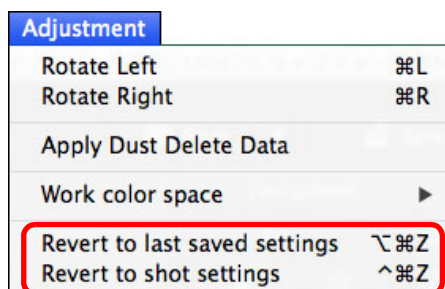 Adjustment
Rotate Left ⌘L
Rotate Right ⌘R
Apply Dust Delete Data
Work color space ▶
Revert to last saved settings ⌥⌘Z
Revert to shot settings ^⌘Z